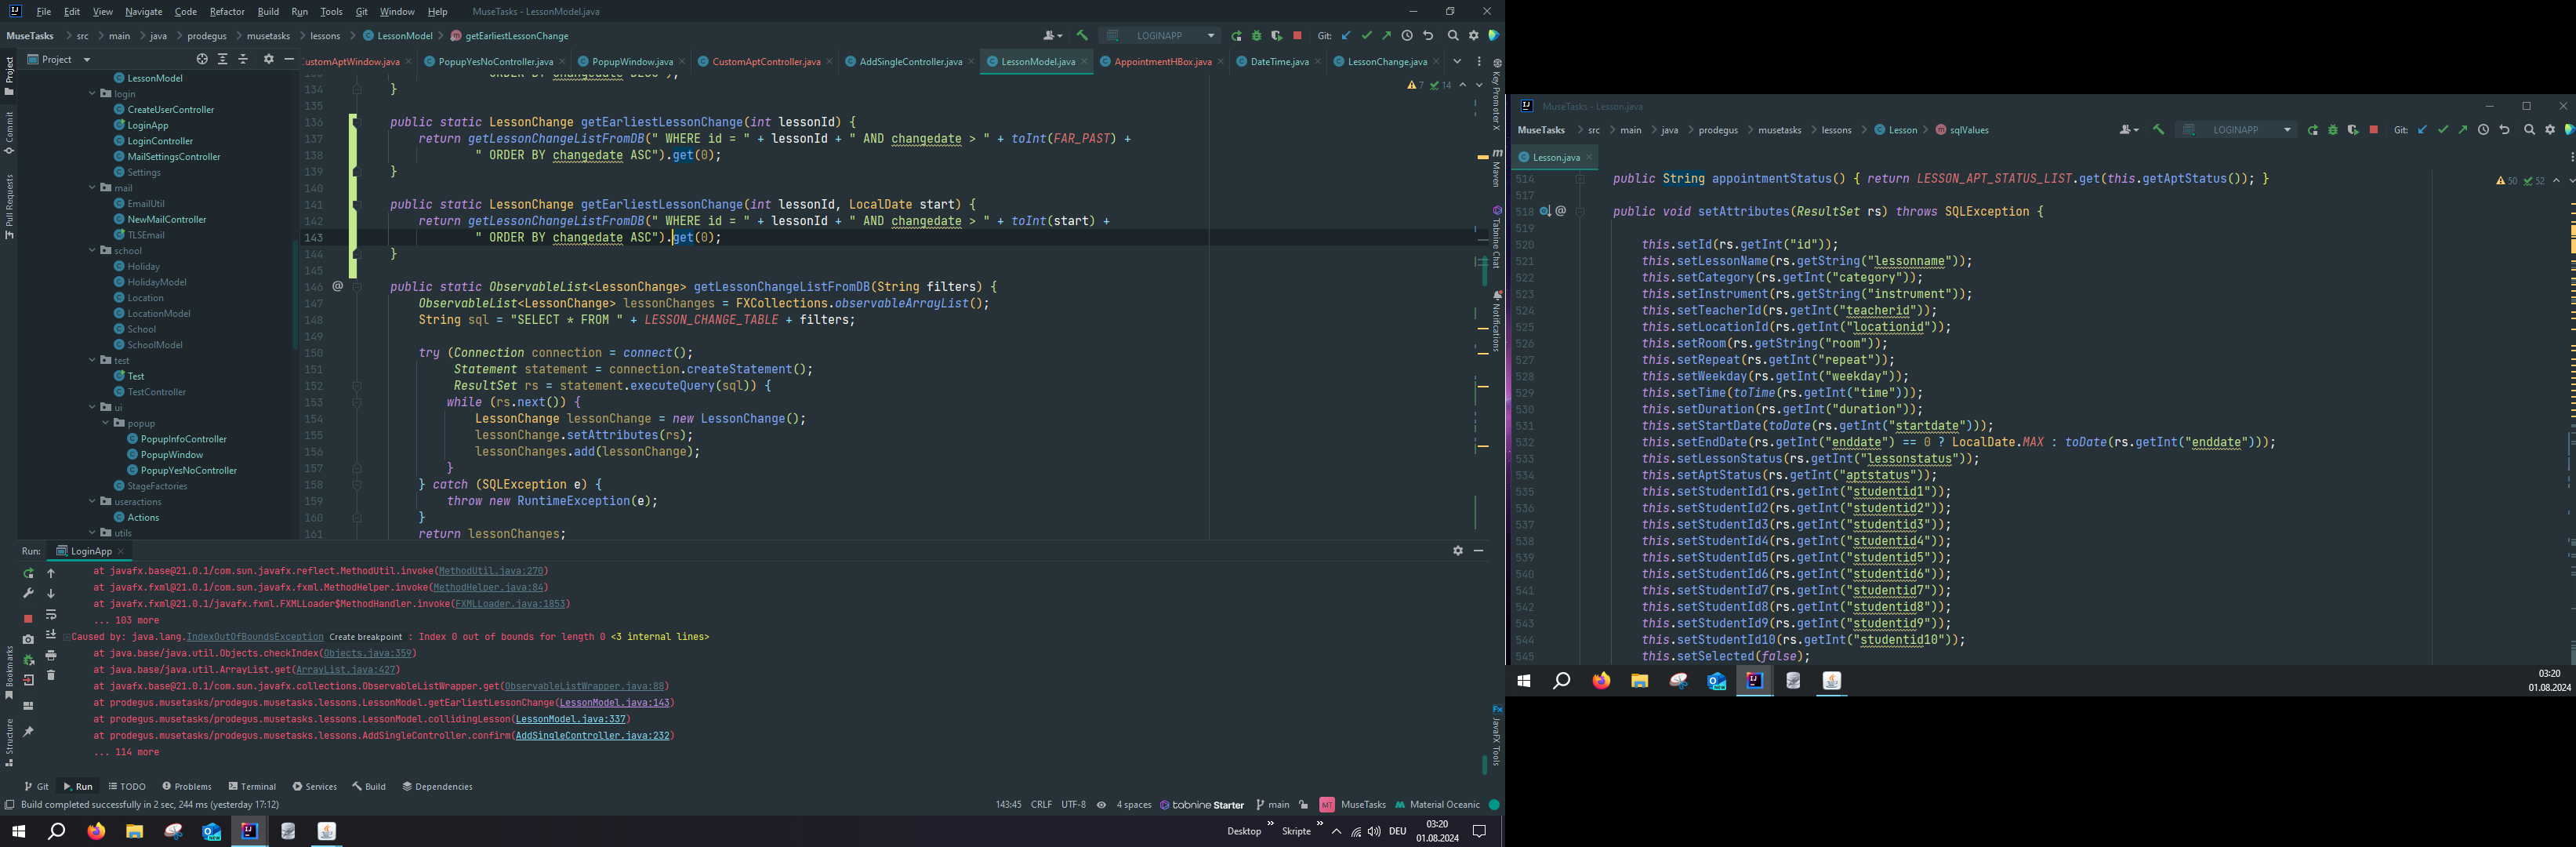 File Edit View Navigate Code Refactor Build Run Tools Git Window Help MuseTasks - LessonModel.java
MuseTasks src main java prodegus musetasks lessons LessonModel getEarliestLessonChange LOGINAPP Git:
Project CustomAptWindow.java PopupYesNoController.java PopupWindow.java CustomAptController.java AddSingleController.java LessonModel.java AppointmentHBox.java DateTime.java LessonChange.java
Project
Commit
Pull Requests
Bookmarks
Structure
LessonModel
login
CreateUserController
LoginApp
LoginController
MailSettingsController
Settings
mail
EmailUtil
NewMailController
TLSEmail
school
Holiday
HolidayModel
Location
LocationModel
School
SchoolModel
test
Test
TestController
ui
popup
PopupInfoController
PopupWindow
PopupYesNoController
StageFactories
useractions
Actions
utils
7 14
" ORDER BY changedate DESC");
134 }
135
136 public static LessonChange getEarliestLessonChange(int lessonId) {
137 return getLessonChangeListFromDB(" WHERE id = " + lessonId + " AND changedate > " + toInt(FAR_PAST) +
138 " ORDER BY changedate ASC").get(0);
139 }
140
141 public static LessonChange getEarliestLessonChange(int lessonId, LocalDate start) {
142 return getLessonChangeListFromDB(" WHERE id = " + lessonId + " AND changedate > " + toInt(start) +
143 " ORDER BY changedate ASC").get(0);
144 }
145
146 @ public static ObservableList<LessonChange> getLessonChangeListFromDB(String filters) {
147 ObservableList<LessonChange> lessonChanges = FXCollections.observableArrayList();
148 String sql = "SELECT * FROM " + LESSON_CHANGE_TABLE + filters;
149
150 try (Connection connection = connect();
151 Statement statement = connection.createStatement();
152 ResultSet rs = statement.executeQuery(sql)) {
153 while (rs.next()) {
154 LessonChange lessonChange = new LessonChange();
155 lessonChange.setAttributes(rs);
156 lessonChanges.add(lessonChange);
157 }
158 } catch (SQLException e) {
159 throw new RuntimeException(e);
160 }
161 return lessonChanges;
Key Promoter X
Maven
Tabnine Chat
Notifications
JavaFX Tools
Run: LoginApp
at javafx.base@21.0.1/com.sun.javafx.reflect.MethodUtil.invoke(MethodUtil.java:270)
at javafx.fxml@21.0.1/com.sun.javafx.fxml.MethodHelper.invoke(MethodHelper.java:84)
at javafx.fxml@21.0.1/javafx.fxml.FXMLLoader$MethodHandler.invoke(FXMLLoader.java:1853)
... 103 more
Caused by: java.lang.IndexOutOfBoundsException Create breakpoint : Index 0 out of bounds for length 0 <3 internal lines>
at java.base/java.util.Objects.checkIndex(Objects.java:359)
at java.base/java.util.ArrayList.get(ArrayList.java:427)
at javafx.base@21.0.1/com.sun.javafx.collections.ObservableListWrapper.get(ObservableListWrapper.java:88)
at prodegus.musetasks/prodegus.musetasks.lessons.LessonModel.getEarliestLessonChange(LessonModel.java:143)
at prodegus.musetasks/prodegus.musetasks.lessons.LessonModel.collidingLesson(LessonModel.java:337)
at prodegus.musetasks/prodegus.musetasks.lessons.AddSingleController.confirm(AddSingleController.java:232)
... 114 more
Git Run TODO Problems Terminal Services Build Dependencies
Build completed successfully in 2 sec, 244 ms (yesterday 17:12) 143:45 CRLF UTF-8 4 spaces tabnine Starter main MT MuseTasks Material Oceanic
Desktop Skripte DEU 03:20
01.08.2024
MuseTasks - Lesson.java
MuseTasks src main java prodegus musetasks lessons Lesson sqlValues LOGINAPP Git:
Lesson.java
50 52
514 public String appointmentStatus() { return LESSON_APT_STATUS_LIST.get(this.getAptStatus()); }
517
518 @ public void setAttributes(ResultSet rs) throws SQLException {
519
520 this.setId(rs.getInt("id"));
521 this.setLessonName(rs.getString("lessonname"));
522 this.setCategory(rs.getInt("category"));
523 this.setInstrument(rs.getString("instrument"));
524 this.setTeacherId(rs.getInt("teacherid"));
525 this.setLocationId(rs.getInt("locationid"));
526 this.setRoom(rs.getString("room"));
527 this.setRepeat(rs.getInt("repeat"));
528 this.setWeekday(rs.getInt("weekday"));
529 this.setTime(toTime(rs.getInt("time")));
530 this.setDuration(rs.getInt("duration"));
531 this.setStartDate(toDate(rs.getInt("startdate")));
532 this.setEndDate(rs.getInt("enddate") == 0 ? LocalDate.MAX : toDate(rs.getInt("enddate")));
533 this.setLessonStatus(rs.getInt("lessonstatus"));
534 this.setAptStatus(rs.getInt("aptstatus"));
535 this.setStudentId1(rs.getInt("studentid1"));
536 this.setStudentId2(rs.getInt("studentid2"));
537 this.setStudentId3(rs.getInt("studentid3"));
538 this.setStudentId4(rs.getInt("studentid4"));
539 this.setStudentId5(rs.getInt("studentid5"));
540 this.setStudentId6(rs.getInt("studentid6"));
541 this.setStudentId7(rs.getInt("studentid7"));
542 this.setStudentId8(rs.getInt("studentid8"));
543 this.setStudentId9(rs.getInt("studentid9"));
544 this.setStudentId10(rs.getInt("studentid10"));
545 this.setSelected(false);
03:20
01.08.2024